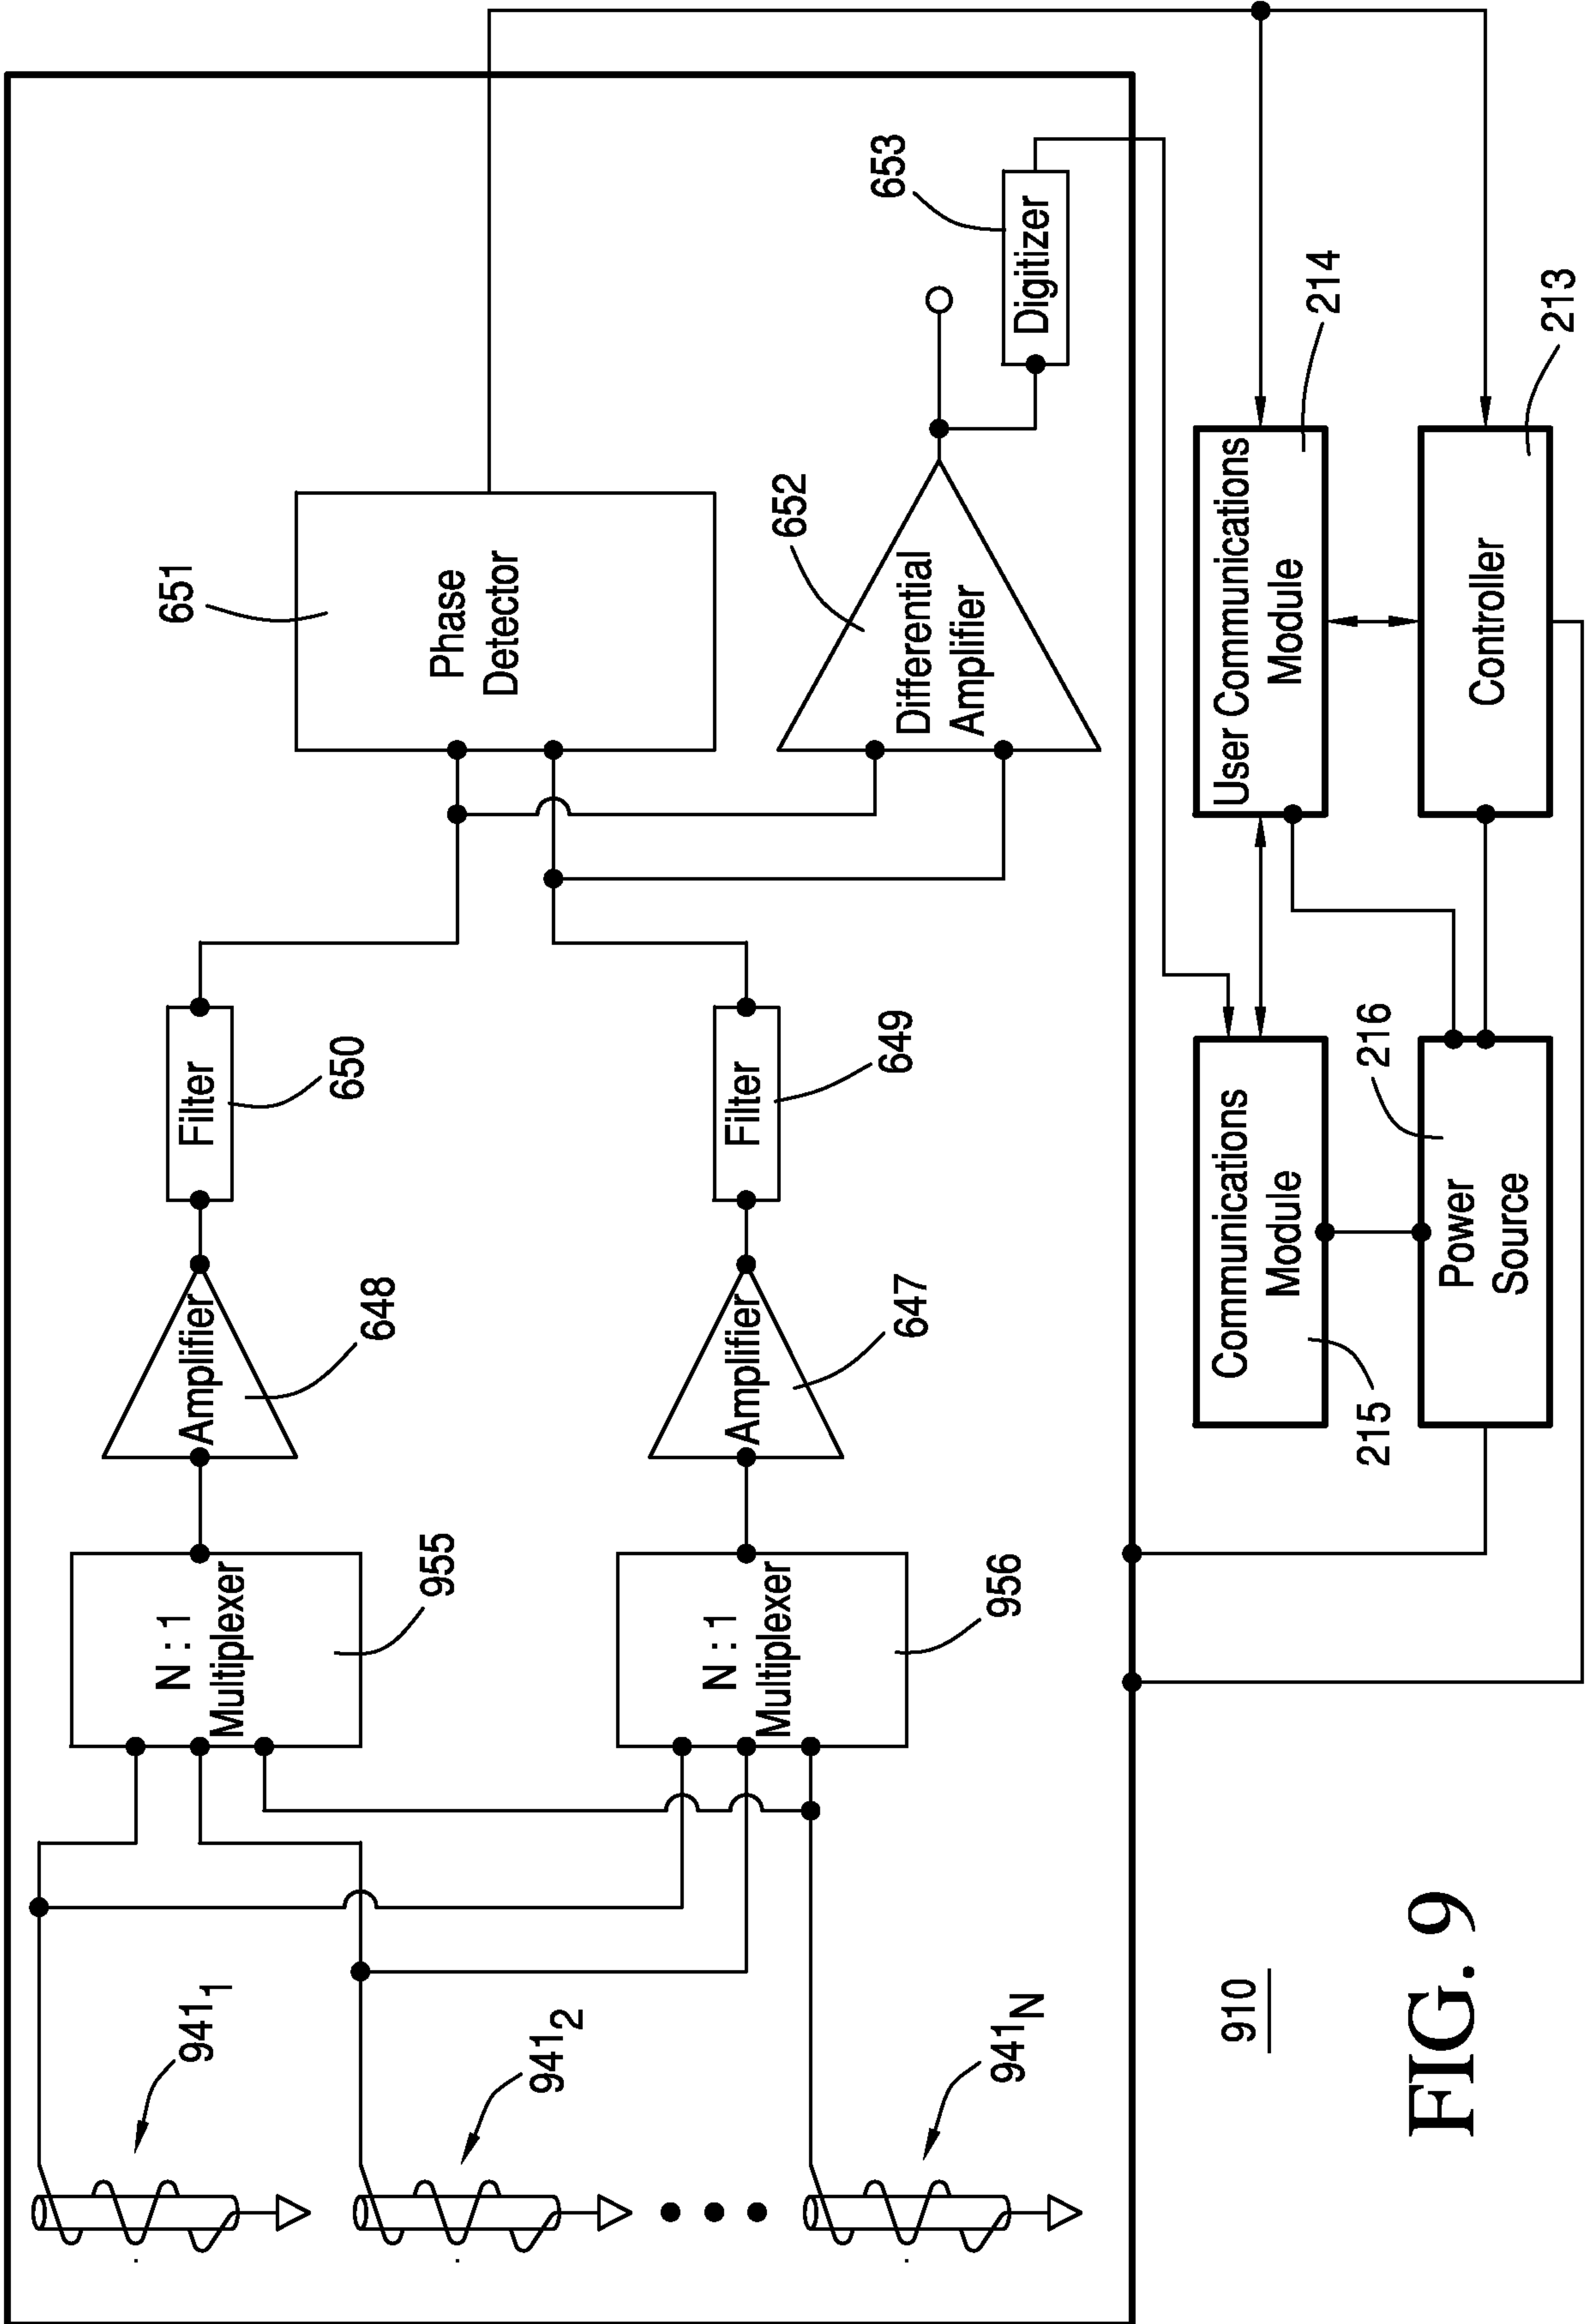 941₁
941₂
941N
N : 1
Multiplexer
955
N : 1
Multiplexer
956
Amplifier
648
Amplifier
647
Filter
650
Filter
649
651
Phase
Detector
652
Differential
Amplifier
653
Digitizer
Communications
Module
215
User Communications
Module
214
216
Power
Source
Controller
213
910
FIG. 9